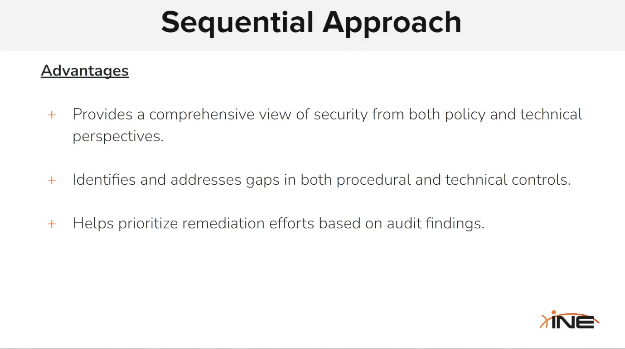 Sequential Approach
Advantages
+ Provides a comprehensive view of security from both policy and technical
perspectives.
+ Identifies and addresses gaps in both procedural and technical controls.
+ Helps prioritize remediation efforts based on audit findings.
INE